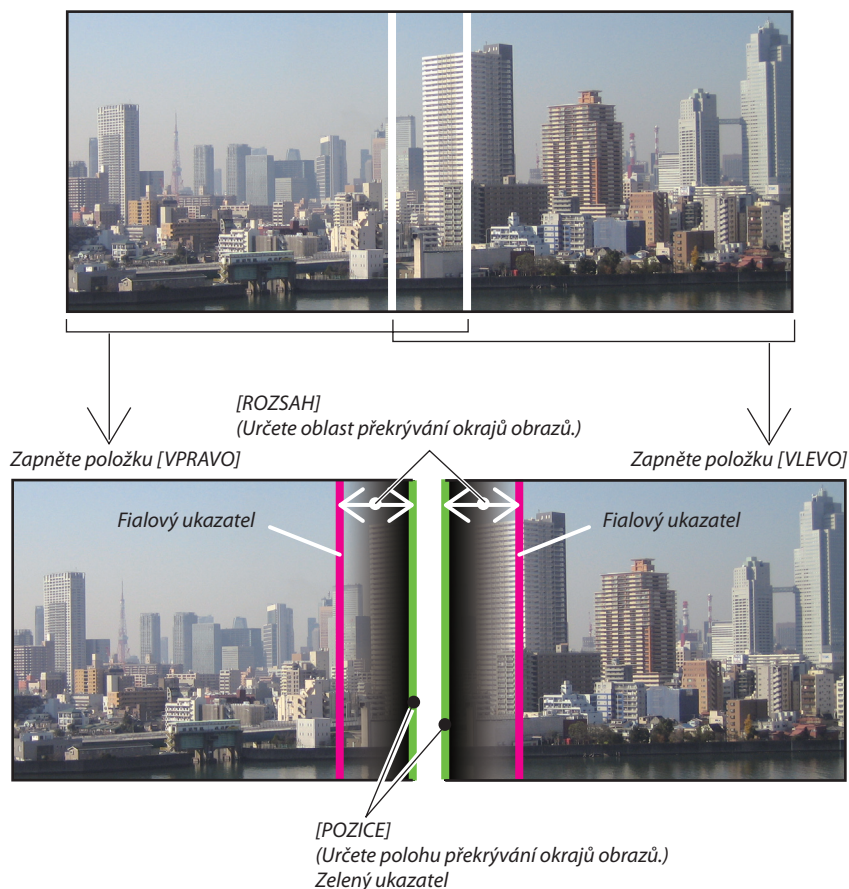 [ROZSAH]
(Určete oblast překrývání okrajů obrazů.)
Zapněte položku [VPRAVO]
Zapněte položku [VLEVO]
Fialový ukazatel
Fialový ukazatel
[POZICE]
(Určete polohu překrývání okrajů obrazů.)
Zelený ukazatel